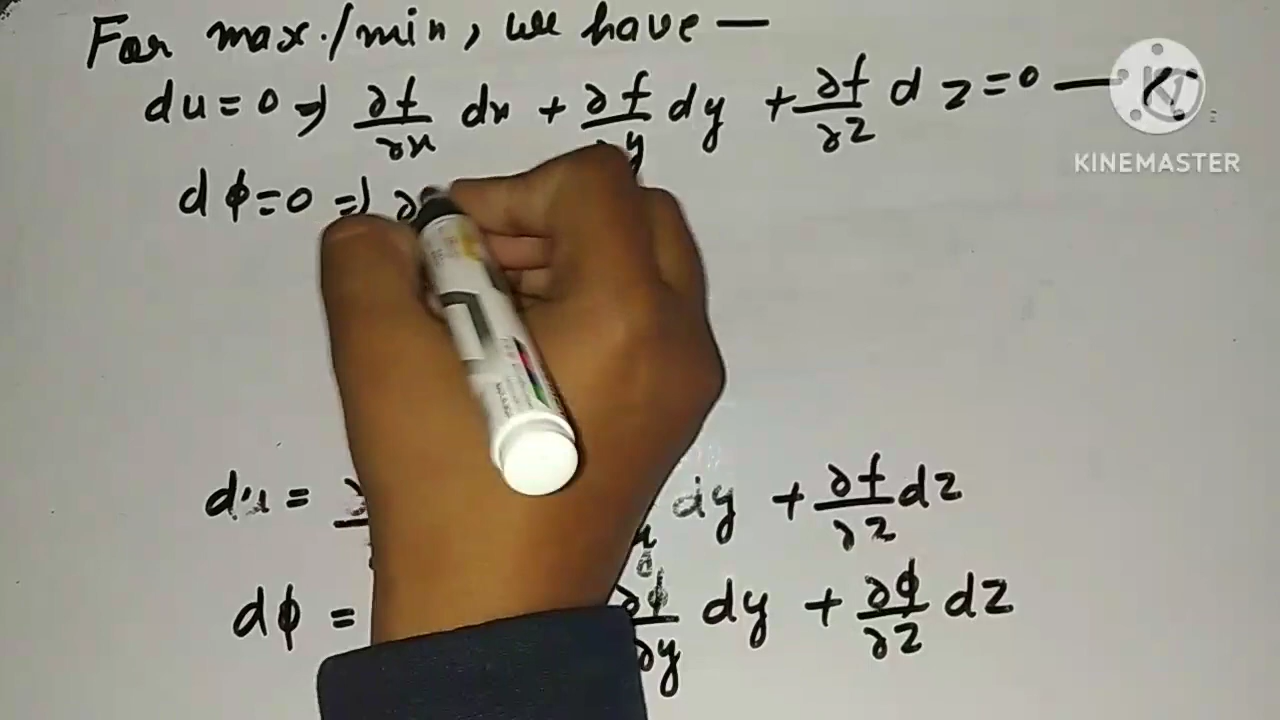 For max./min, we have —
du = 0 => ∂f/∂x dx + ∂f/∂y dy + ∂f/∂z dz = 0 —
KINEMASTER
dφ = 0 => ∂
du = dy + ∂f/∂z dz
dφ = ∂φ/∂y dy + ∂φ/∂z dz